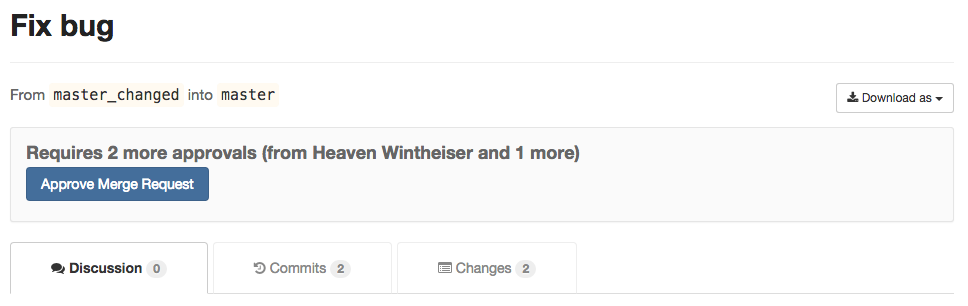 Fix bug
From master_changed into master
Download as
Requires 2 more approvals (from Heaven Wintheiser and 1 more)
Approve Merge Request
Discussion 0 Commits 2 Changes 2